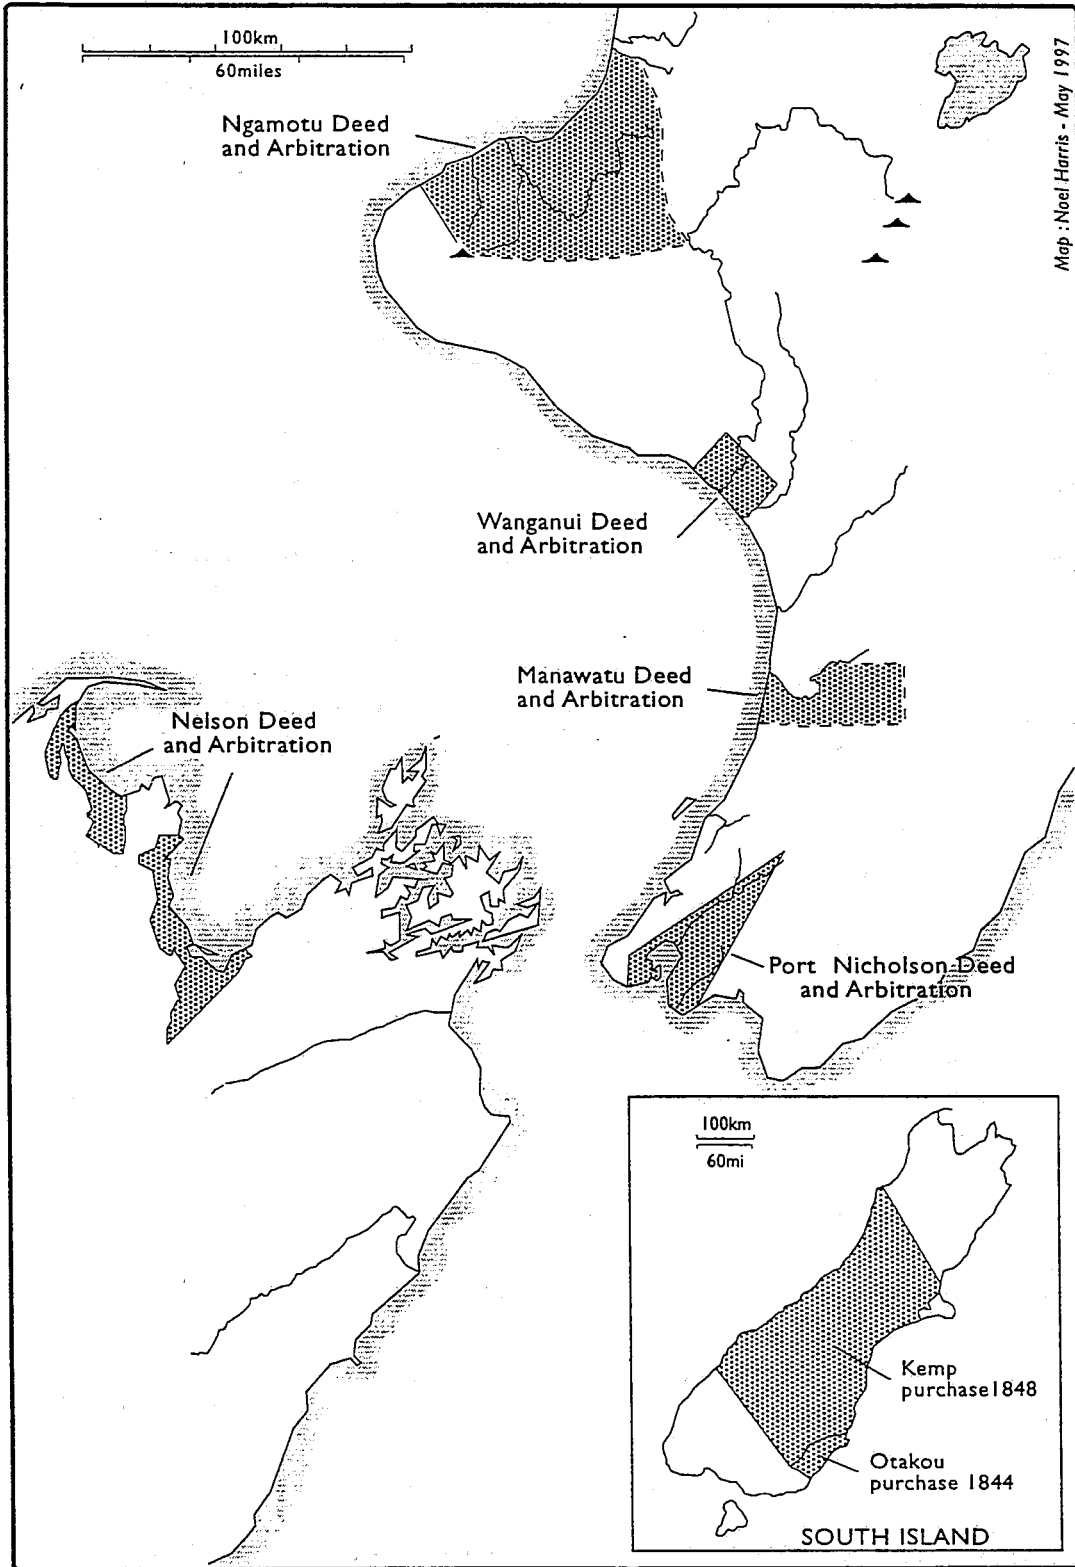 100km
60miles
Ngamotu Deed
and Arbitration
Map : Noel Harris - May 1997
Wanganui Deed
and Arbitration
Manawatu Deed
and Arbitration
Nelson Deed
and Arbitration
Port Nicholson Deed
and Arbitration
100km
60mi
Kemp
purchase 1848
Otakou
purchase 1844
SOUTH ISLAND